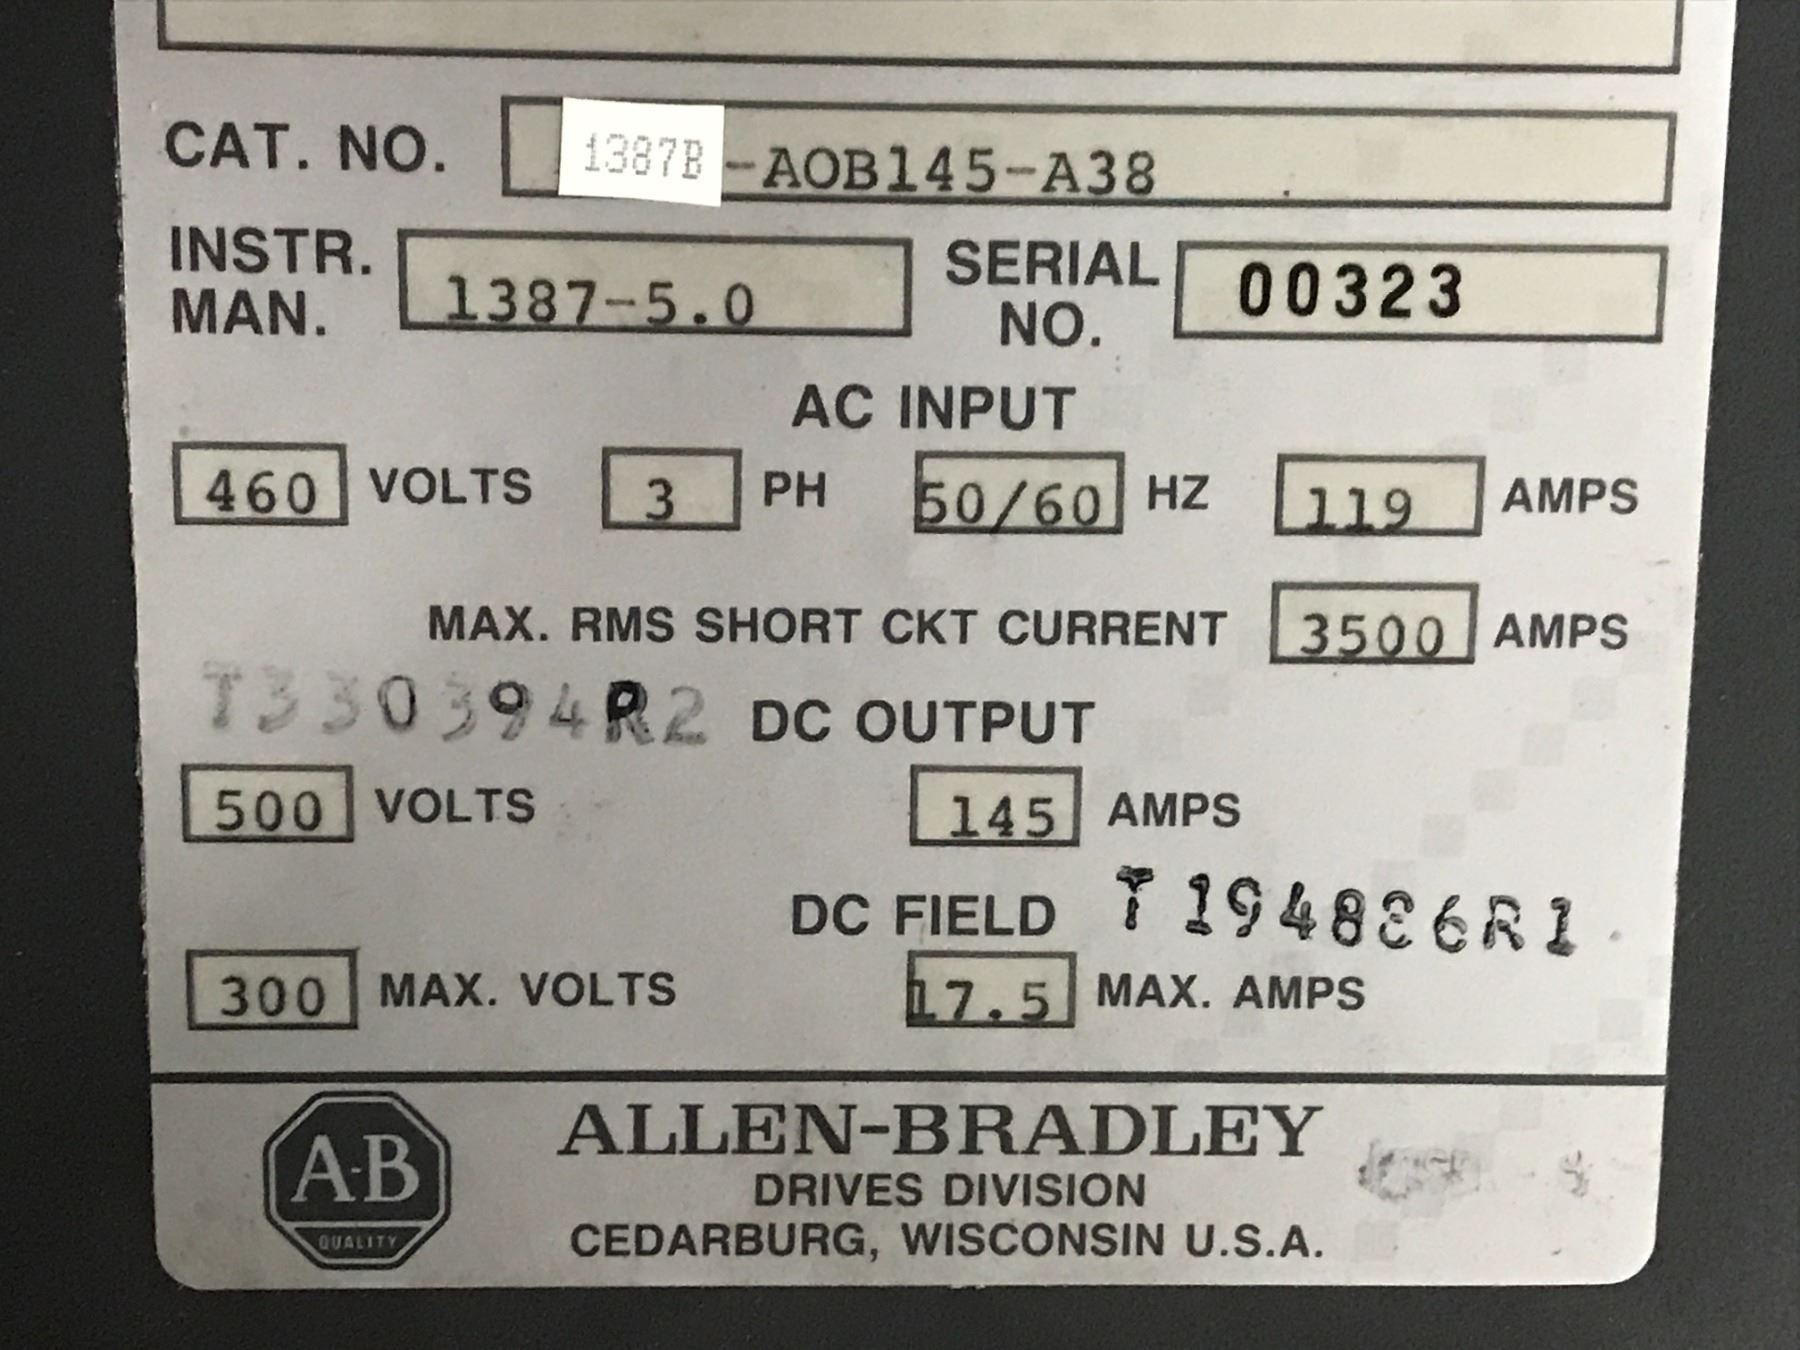 CAT. NO. 1387B -AOB145-A38
INSTR. MAN. 1387-5.0 SERIAL NO. 00323
AC INPUT
460 VOLTS 3 PH 50/60 HZ 119 AMPS
MAX. RMS SHORT CKT CURRENT 3500 AMPS
T330394R2 DC OUTPUT
500 VOLTS 145 AMPS
DC FIELD T194836R1
300 MAX. VOLTS 17.5 MAX. AMPS
A-B
QUALITY
ALLEN-BRADLEY
DRIVES DIVISION
CEDARBURG, WISCONSIN U.S.A.